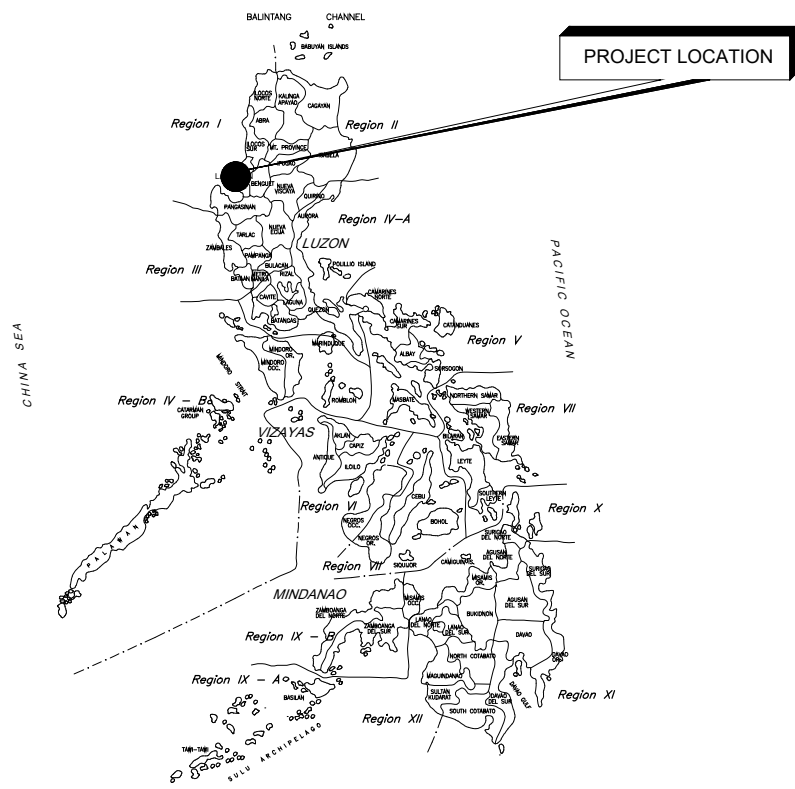 BALINTANG CHANNEL
BABUYAN ISLANDS
PROJECT LOCATION
ILOCOS
NORTE
KALINGA
APAYAO
CAGAYAN
ABRA
Region I
Region II
ILOCOS
SUR
MT. PROVINCE
BENGUET
NUEVA
VISCAYA
QUIRINO
PANGASINAN
AURORA
Region IV-A
NUEVA
ECIJA
TARLAC
LUZON
ZAMBALES
PAMPANGA
BULACAN
POLILLIO ISLAND
Region III
BATAAN
METRO
MANILA
RIZAL
CAVITE
LAGUNA
CAMARINES
NORTE
QUEZON
BATANGAS
CAMARINES
SUR
CATANDUANES
PACIFIC OCEAN
CHINA SEA
MINDORO
OR.
MARINDUQUE
Region V
ALBAY
MINDORO
OCC.
SORSOGON
MINDORO STRAIT
Region IV - B
CATARMAN
GROUP
ROMBLON
MASBATE
NORTHERN SAMAR
Region VII
WESTERN
SAMAR
VIZAYAS
AKLAN
CAPIZ
BILIRAN
EASTERN
SAMAR
ANTIQUE
ILOILO
LEYTE
CEBU
SOUTHERN
LEYTE
Region VI
Region X
NEGROS
OCC.
BOHOL
SURIGAO
DEL NORTE
PALAWAN
NEGROS
OR.
AGUSAN
DEL NORTE
Region VII
SIQUIJOR
CAMIGUINAS.
SURIGAO
DEL SUR
MISAMIS
OR.
MINDANAO
MISAMIS
OCC.
AGUSAN
DEL SUR
ZAMBOANGA
DEL NORTE
BUKIDNON
ZAMBOANGA
DEL SUR
LANAO
DEL NORTE
LANAO
DEL SUR
DAVAO
Region IX - B
NORTH COTABATO
DAVAO
OR.
MAGUINDANAO
Region IX - A
SULTAN
KUDARAT
DAVAO
DEL SUR
DAVAO GULF
Region XI
BASILAN
SOUTH COTABATO
Region XII
TAWI-TAWI
SULU ARCHIPELAGO